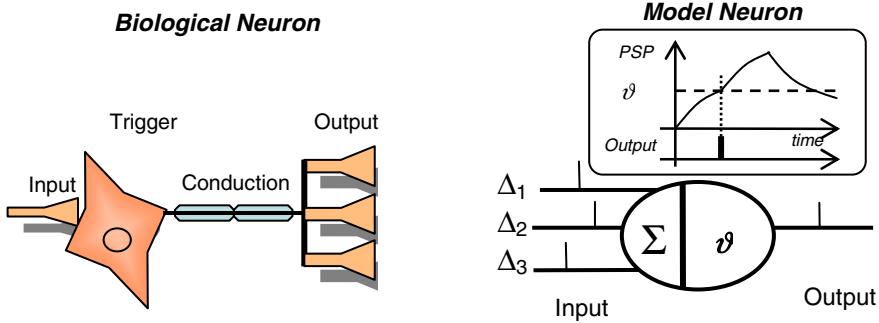 Biological Neuron
Trigger
Output
Input
Conduction
Model Neuron
PSP
ϑ
Output
time
Δ1
Δ2
Δ3
Σ
ϑ
Input
Output